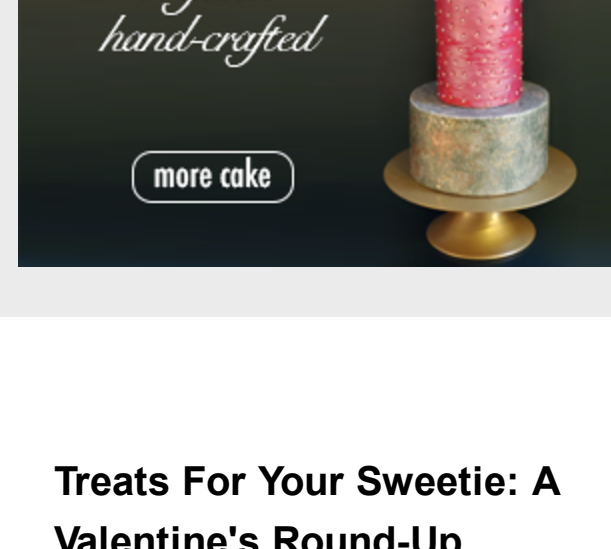 hand-crafted
more cake
Treats For Your Sweetie: A
Valentine's Round-Up